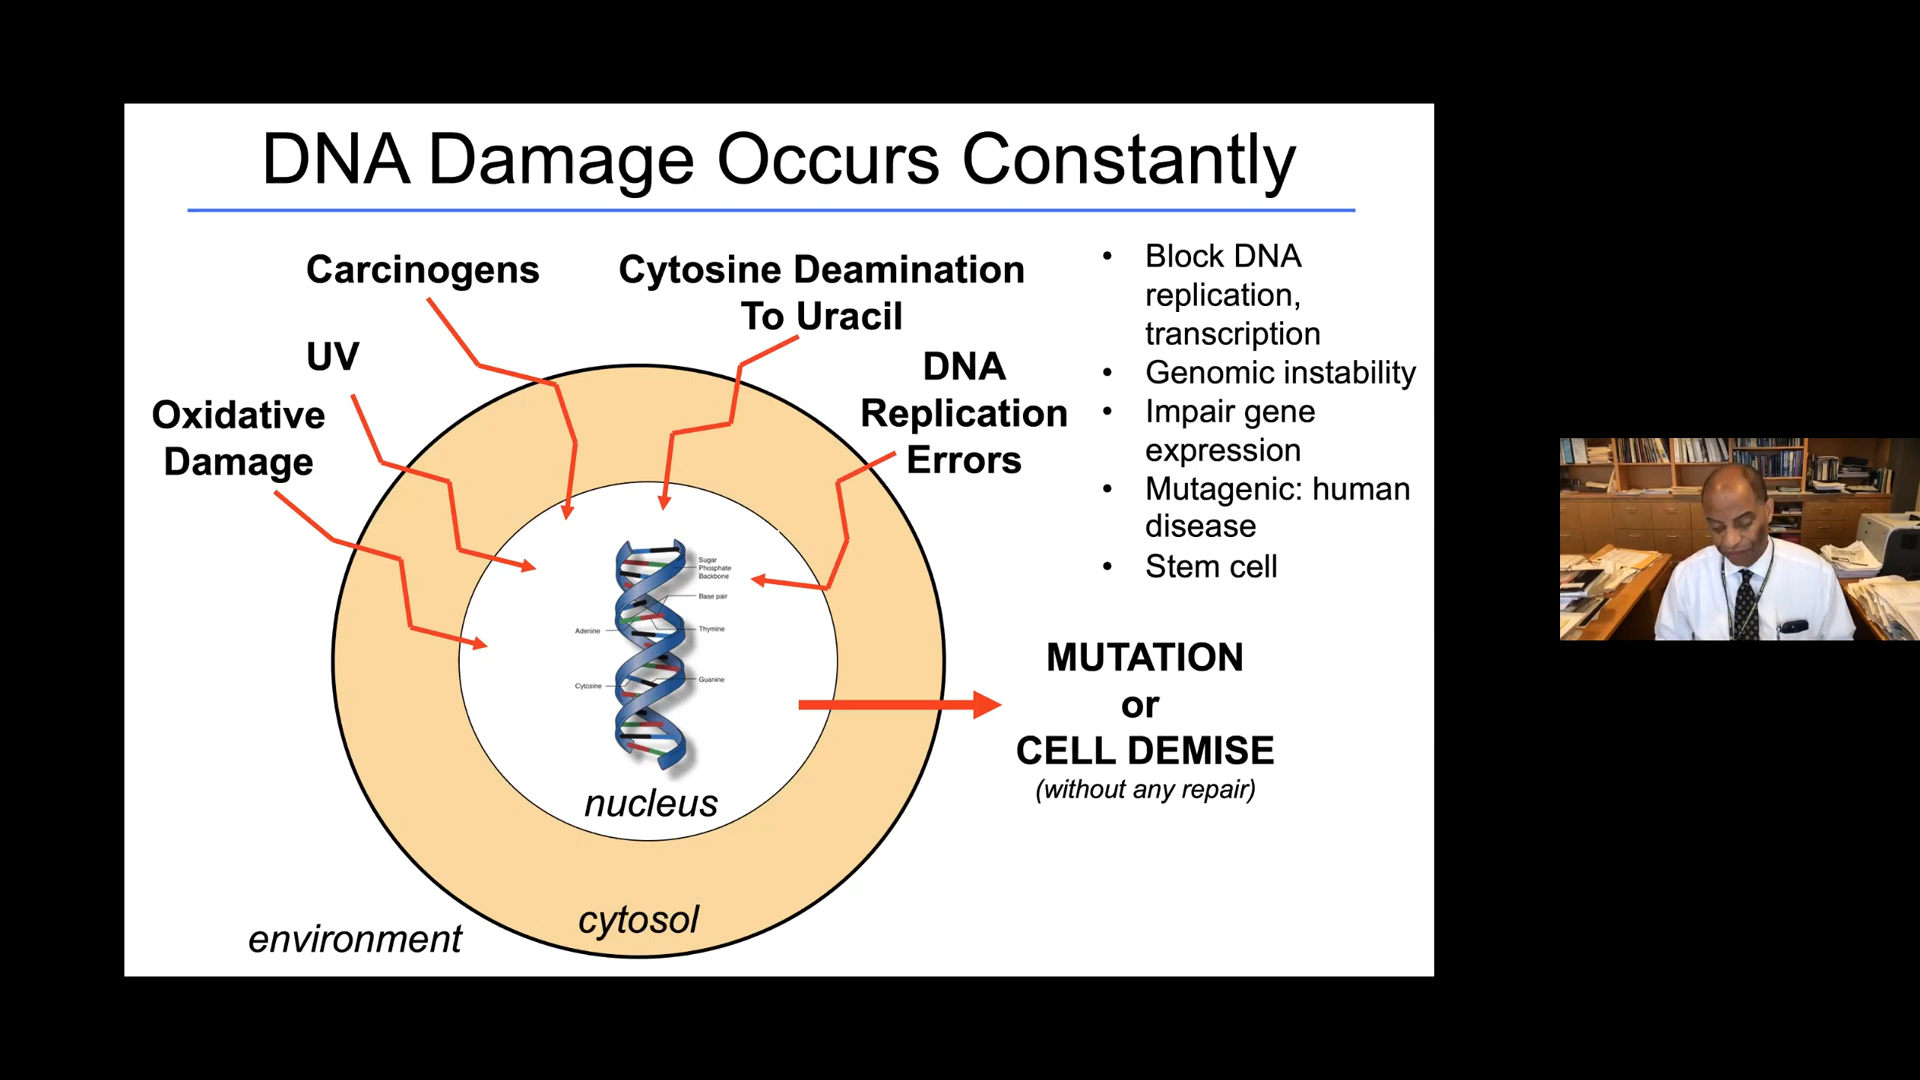 DNA Damage Occurs Constantly
Carcinogens
Cytosine Deamination
To Uracil
UV
Oxidative
Damage
DNA
Replication
Errors
• Block DNA
replication,
transcription
• Genomic instability
• Impair gene
expression
• Mutagenic: human
disease
• Stem cell
Sugar
Phosphate
Backbone
Base pair
Adenine
Thymine
Cytosine
Guanine
nucleus
MUTATION
or
CELL DEMISE
(without any repair)
cytosol
environment